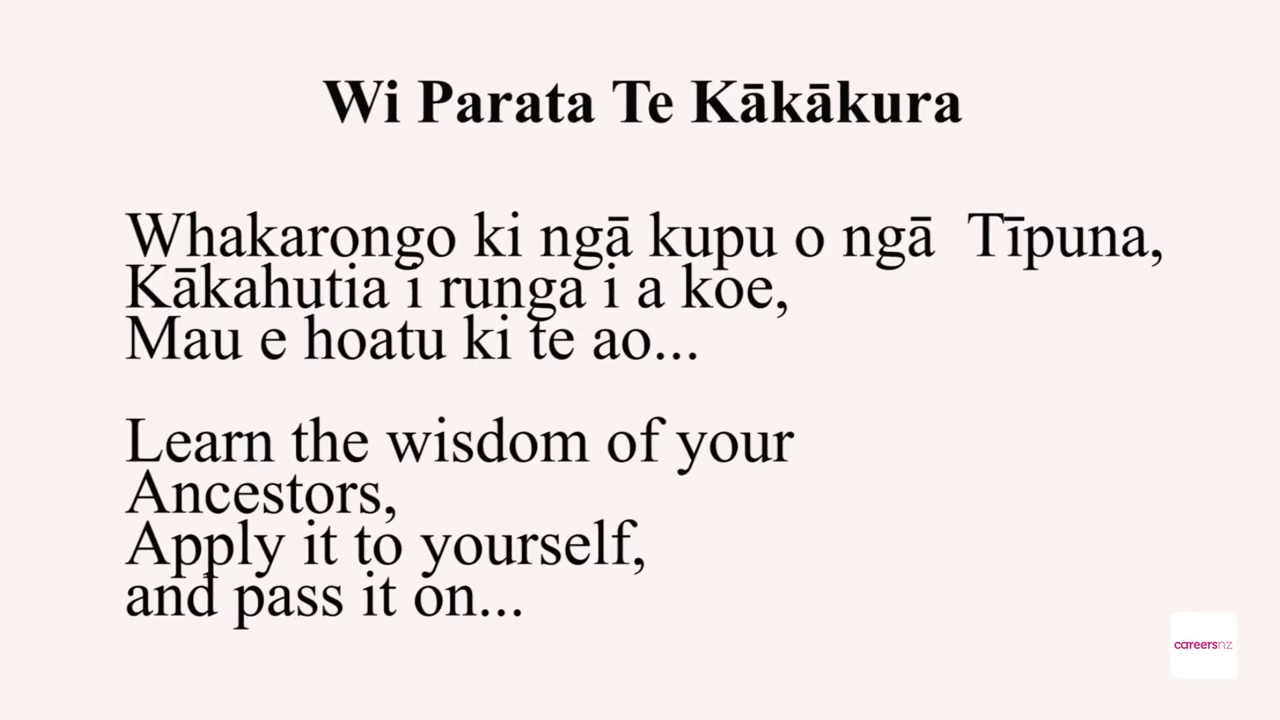 Wi Parata Te Kākākura
Whakarongo ki ngā kupu o ngā Tīpuna,
Kākahutia i runga i a koe,
Mau e hoatu ki te ao...
Learn the wisdom of your
Ancestors,
Apply it to yourself,
and pass it on...
careersnz